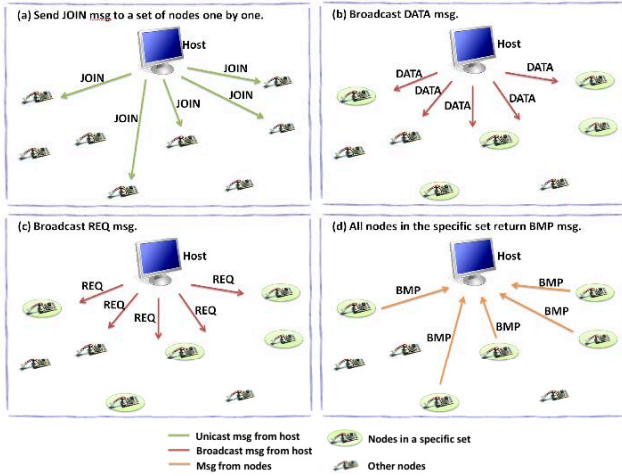 (a) Send JOIN msg to a set of nodes one by one.
Host
JOIN
JOIN
JOIN
JOIN
JOIN
(b) Broadcast DATA msg.
Host
DATA
DATA
DATA
DATA
DATA
(c) Broadcast REQ msg.
Host
REQ
REQ
REQ
REQ
REQ
(d) All nodes in the specific set return BMP msg.
Host
BMP
BMP
BMP
BMP
BMP
Unicast msg from host
Broadcast msg from host
Msg from nodes
Nodes in a specific set
Other nodes